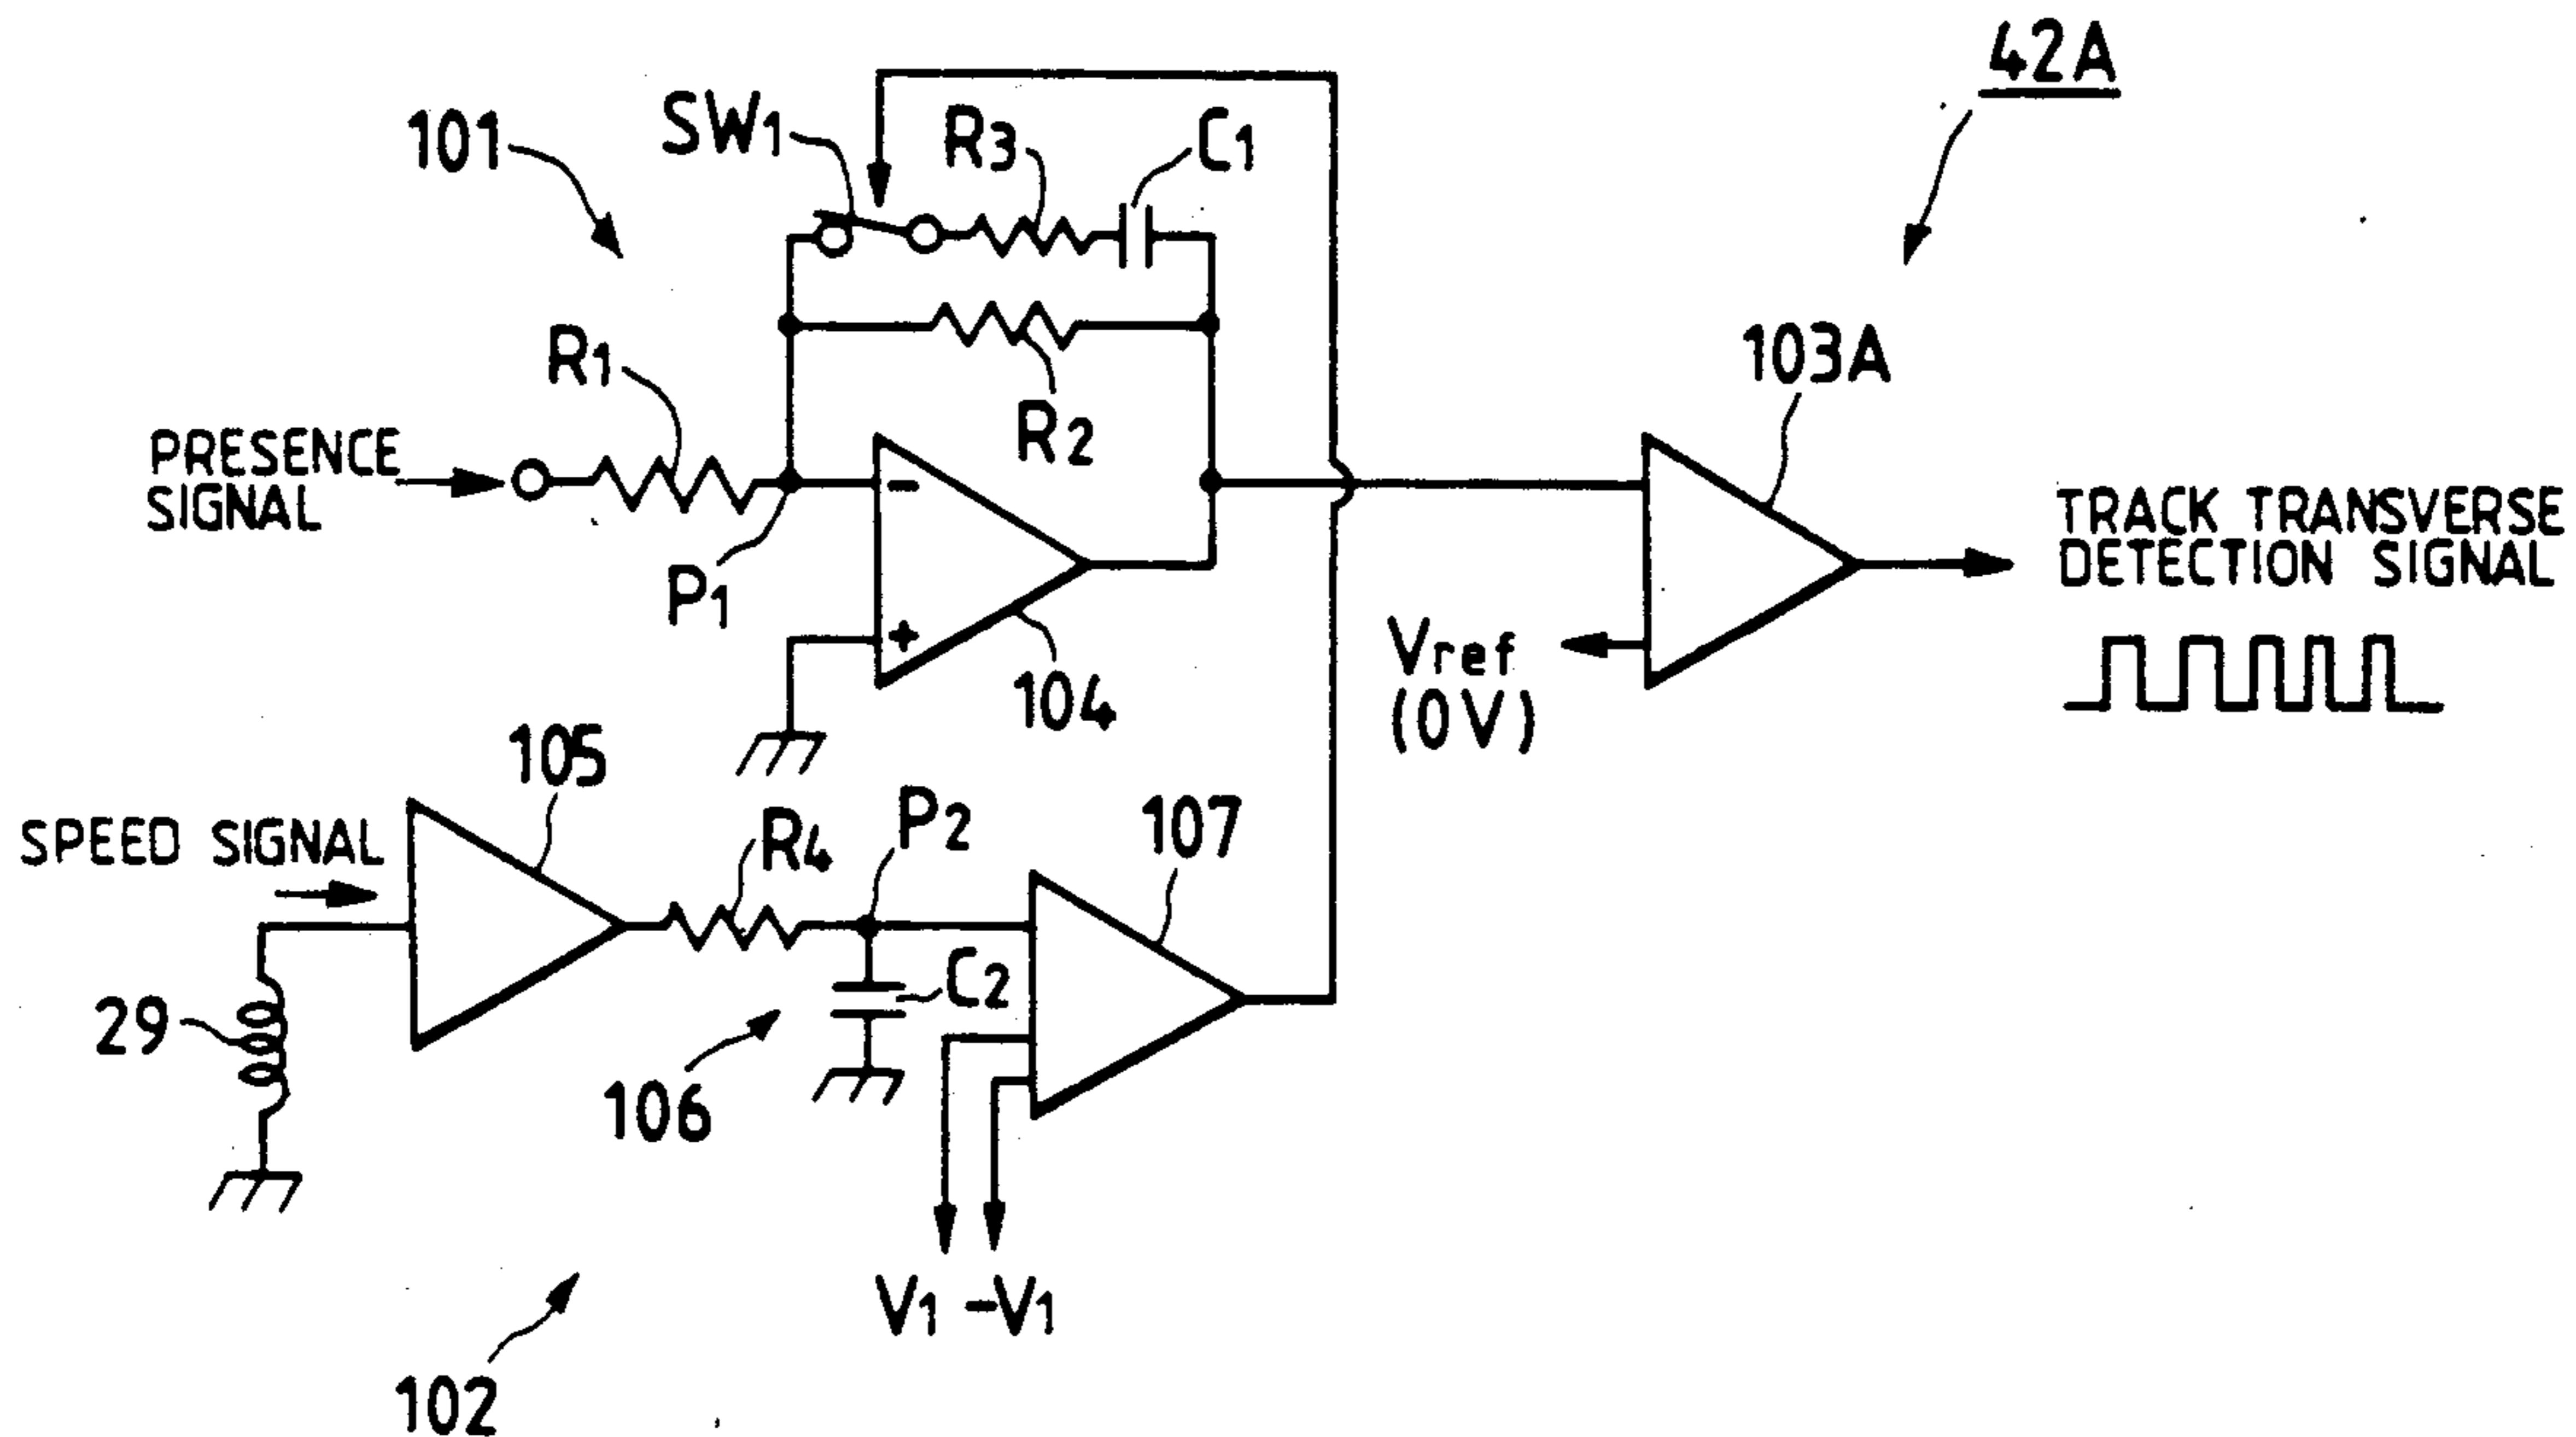 42A
101
SW1
R3
C1
R1
R2
103A
PRESENCE
SIGNAL
P1
-
+
104
TRACK TRANSVERSE
DETECTION SIGNAL
Vref
(0V)
105
SPEED SIGNAL
R4
P2
107
C2
29
106
V1 -V1
102